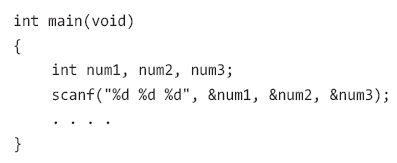 int main(void)
{
    int num1, num2, num3;
    scanf("%d %d %d", &num1, &num2, &num3);
    . . . .
}